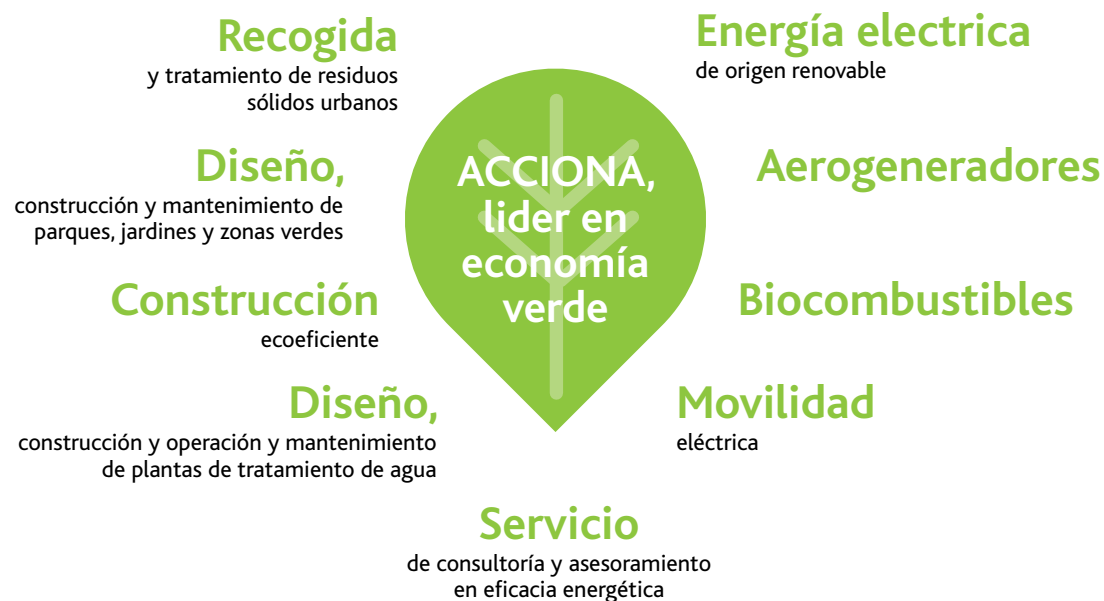 Recogida
y tratamiento de residuos
sólidos urbanos
Diseño,
construcción y mantenimiento de
parques, jardines y zonas verdes
Construcción
ecoeficiente
Diseño,
construcción y operación y mantenimiento
de plantas de tratamiento de agua
ACCIONA,
lider en
economía
verde
Energía electrica
de origen renovable
Aerogeneradores
Biocombustibles
Movilidad
eléctrica
Servicio
de consultoría y asesoramiento
en eficacia energética